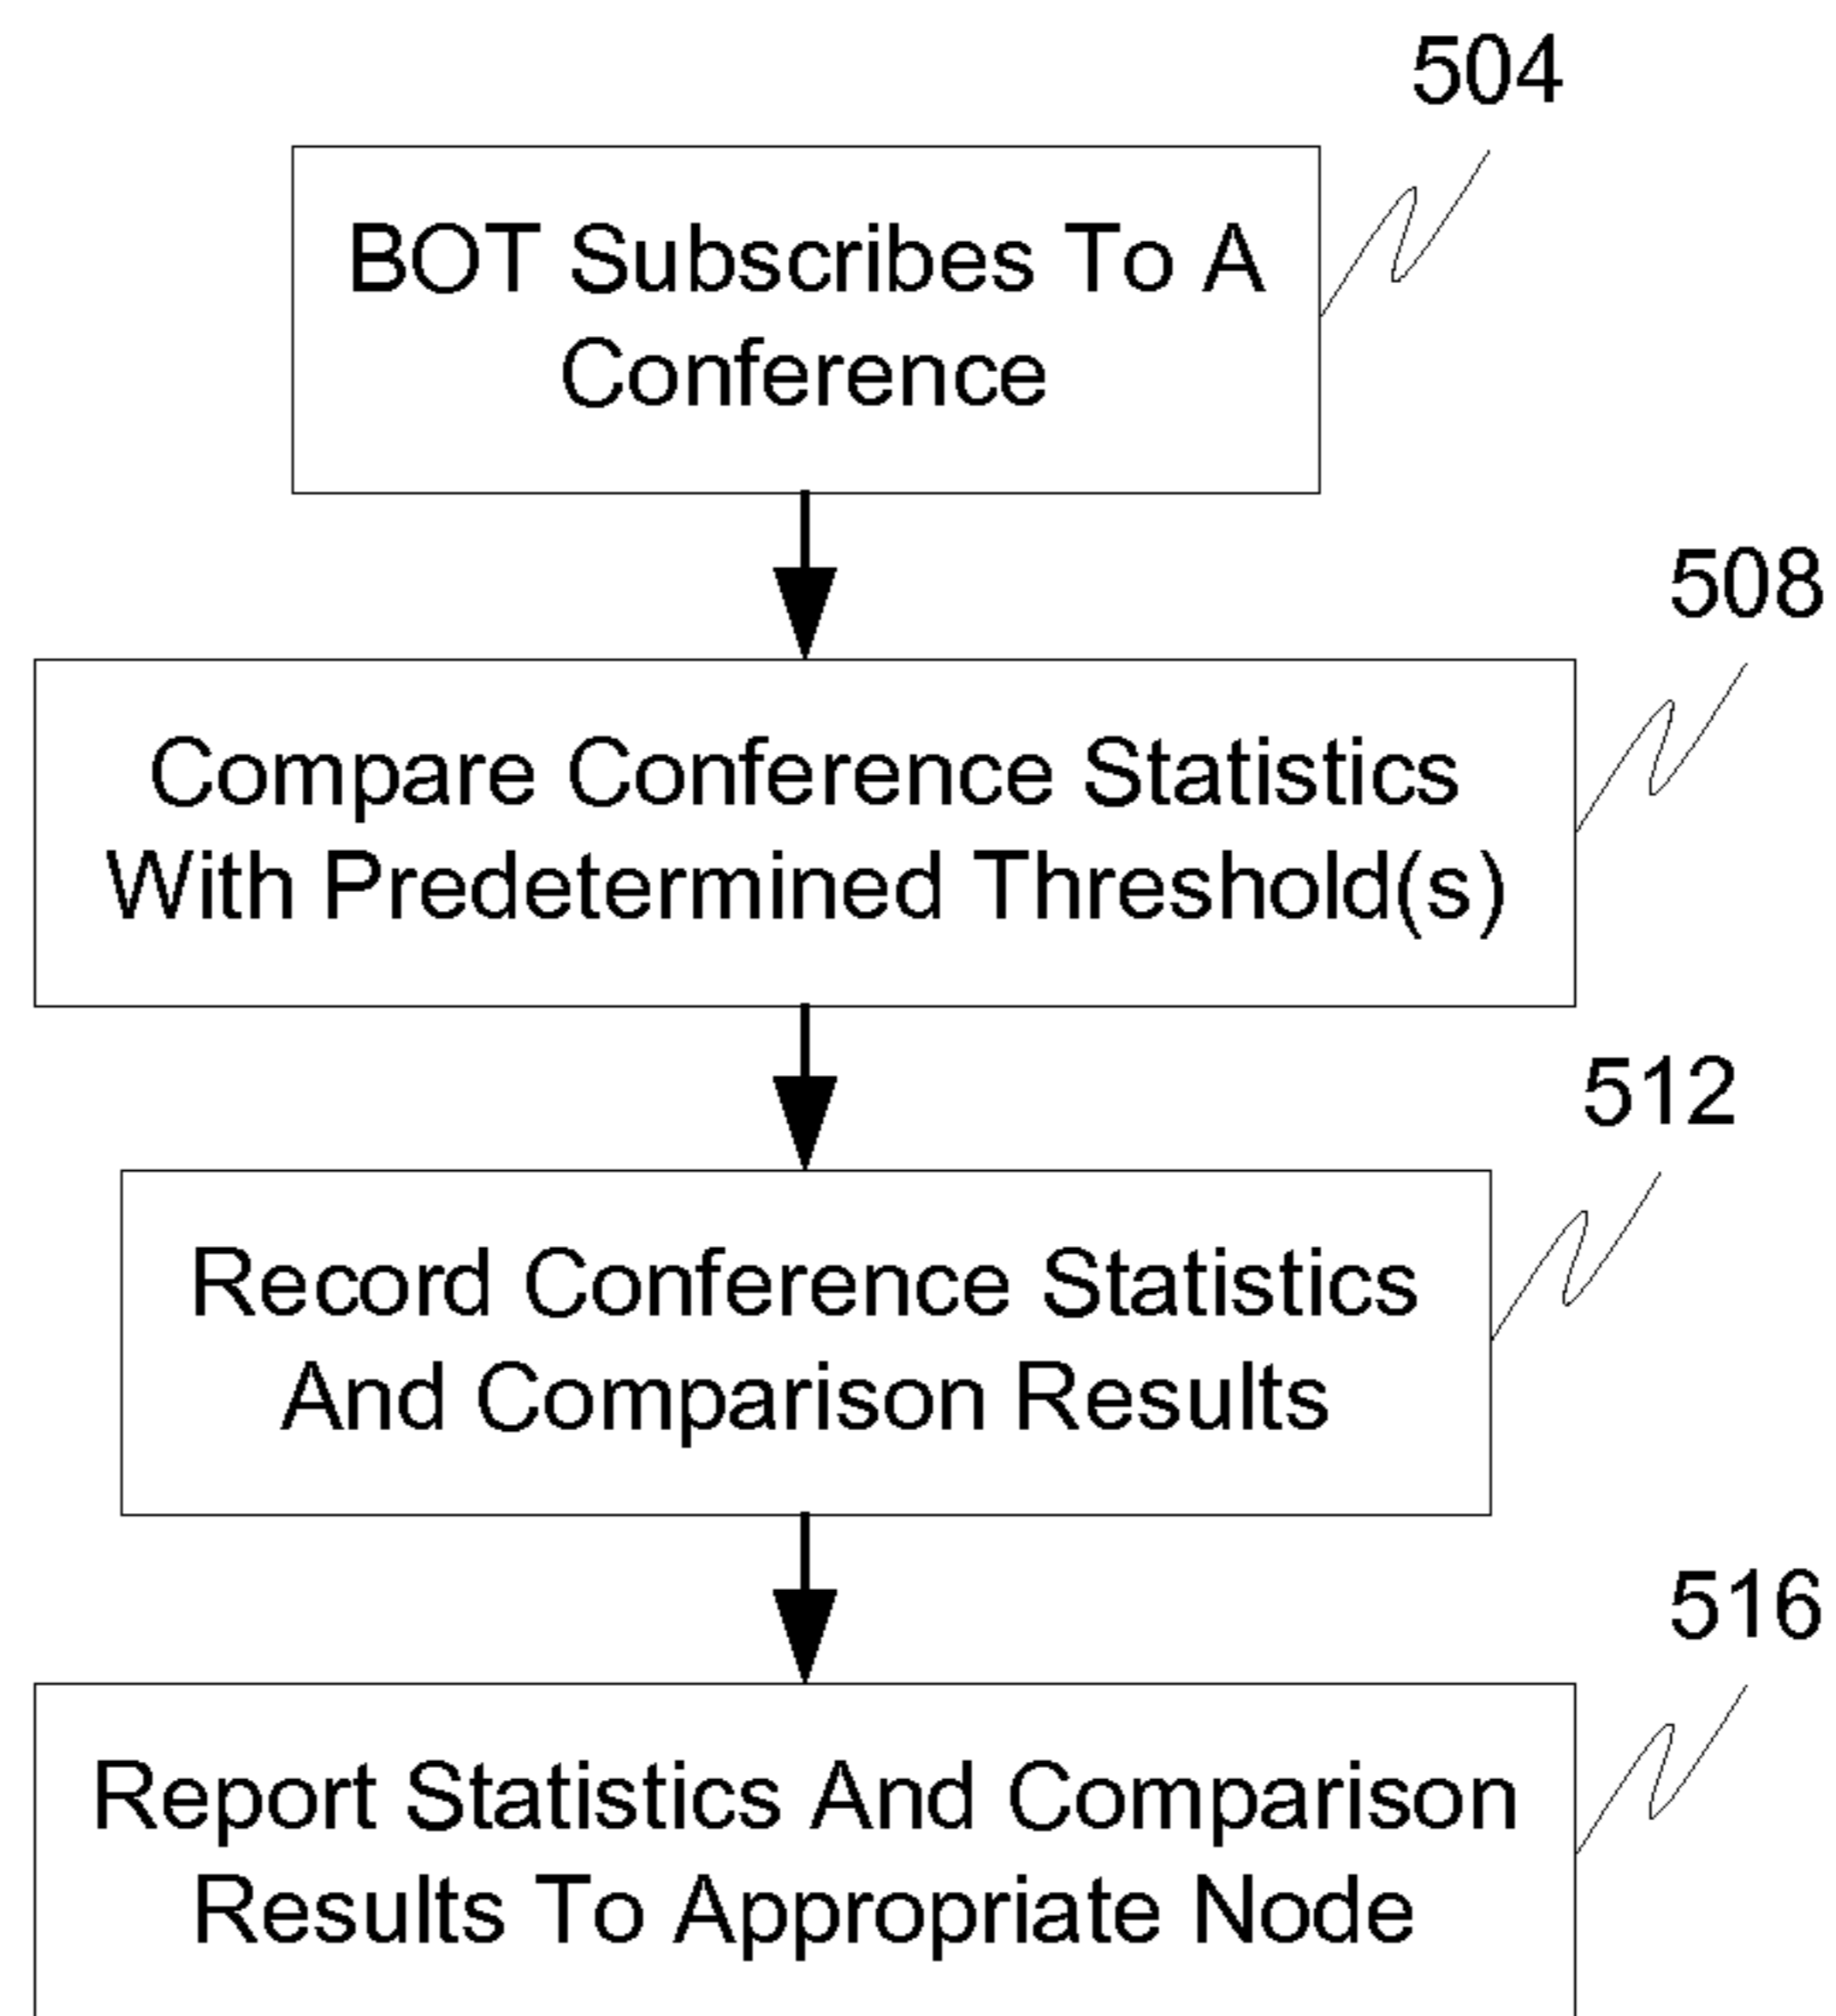 504
BOT Subscribes To A
Conference
508
Compare Conference Statistics
With Predetermined Threshold(s)
512
Record Conference Statistics
And Comparison Results
516
Report Statistics And Comparison
Results To Appropriate Node